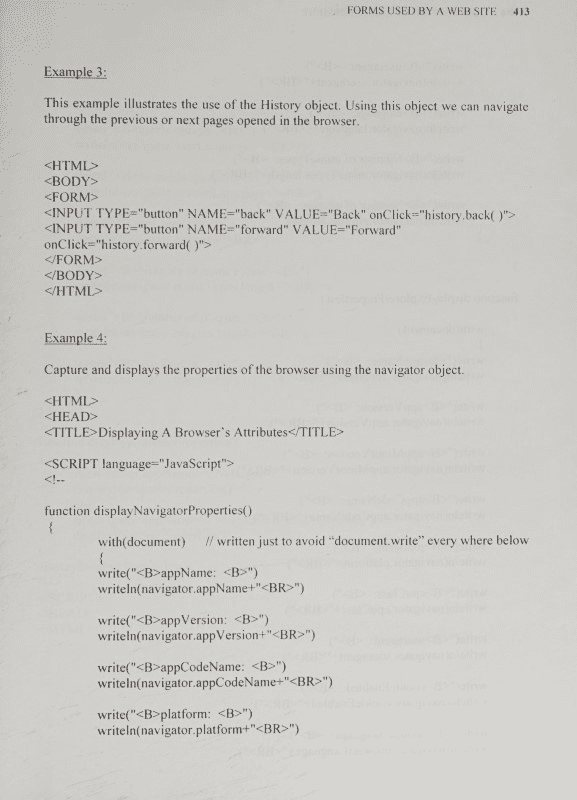 FORMS USED BY A WEB SITE 413
Example 3:
This example illustrates the use of the History object. Using this object we can navigate
through the previous or next pages opened in the browser.
<HTML>
<BODY>
<FORM>
<INPUT TYPE="button" NAME="back" VALUE="Back" onClick="history.back( )">
<INPUT TYPE="button" NAME="forward" VALUE="Forward"
onClick="history.forward( )">
</FORM>
</BODY>
</HTML>
Example 4:
Capture and displays the properties of the browser using the navigator object.
<HTML>
<HEAD>
<TITLE>Displaying A Browser's Attributes</TITLE>
<SCRIPT language="JavaScript">
<!--
function displayNavigatorProperties()
{
with(document) // written just to avoid “document.write” every where below
{
write("<B>appName: <B>")
writeln(navigator.appName+"<BR>")
write("<B>appVersion: <B>")
writeln(navigator.appVersion+"<BR>")
write("<B>appCodeName: <B>")
writeln(navigator.appCodeName+"<BR>")
write("<B>platform: <B>")
writeln(navigator.platform+"<BR>")